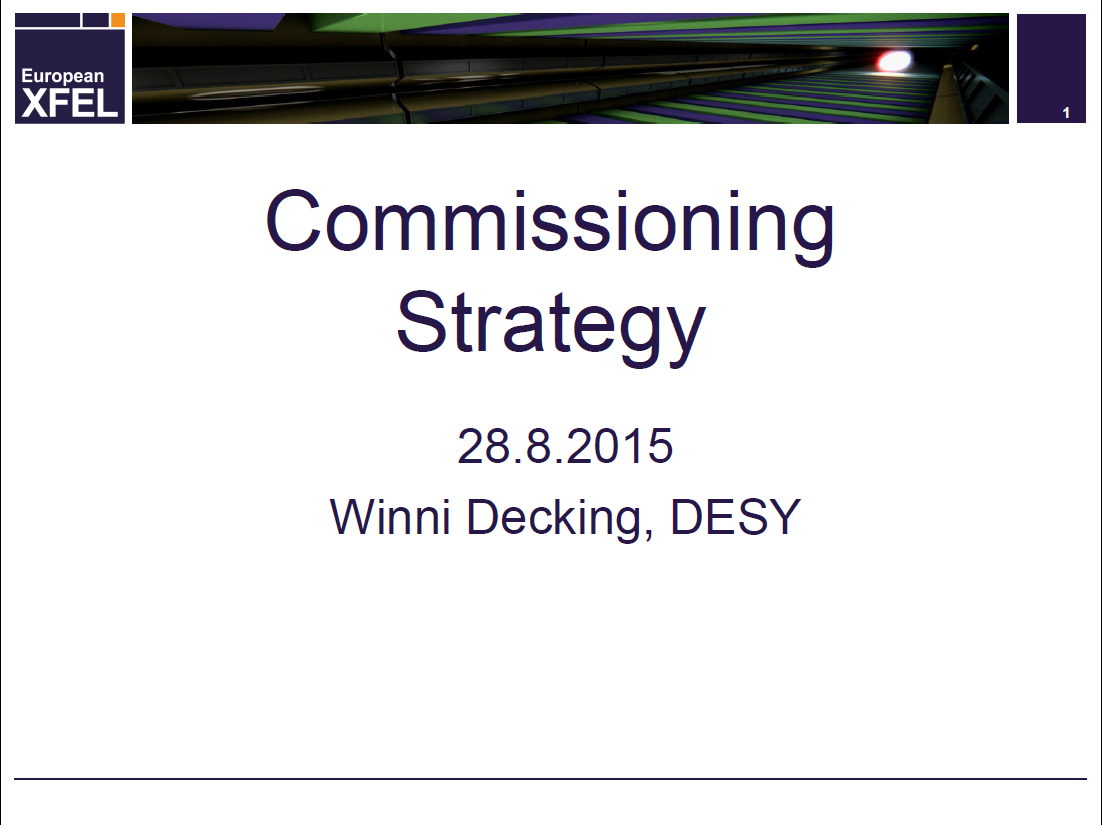 European
XFEL
1
Commissioning
Strategy
28.8.2015
Winni Decking, DESY